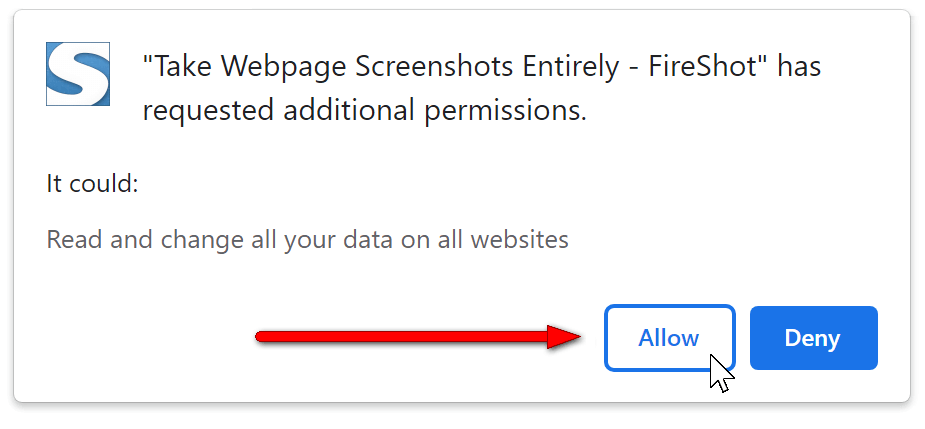 "Take Webpage Screenshots Entirely - FireShot" has
requested additional permissions.
It could:
Read and change all your data on all websites
Allow
Deny